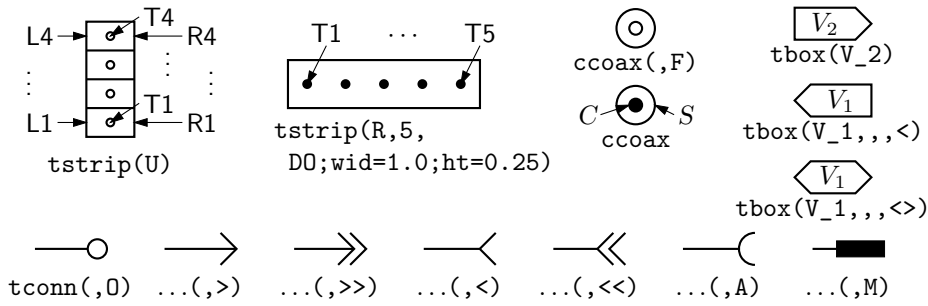 T4
L4
R4
⋮
⋮
⋮
T1
L1
R1
tstrip(U)
T1 ··· T5
tstrip(R,5,
DO;wid=1.0;ht=0.25)
ccoax(,F)
C S
ccoax
V2
tbox(V_2)
V1
tbox(V_1,,,<)
V1
tbox(V_1,,,<>)
tconn(,O) ...(,>) ...(,>>) ...(,<) ...(,<<) ...(,A) ...(,M)